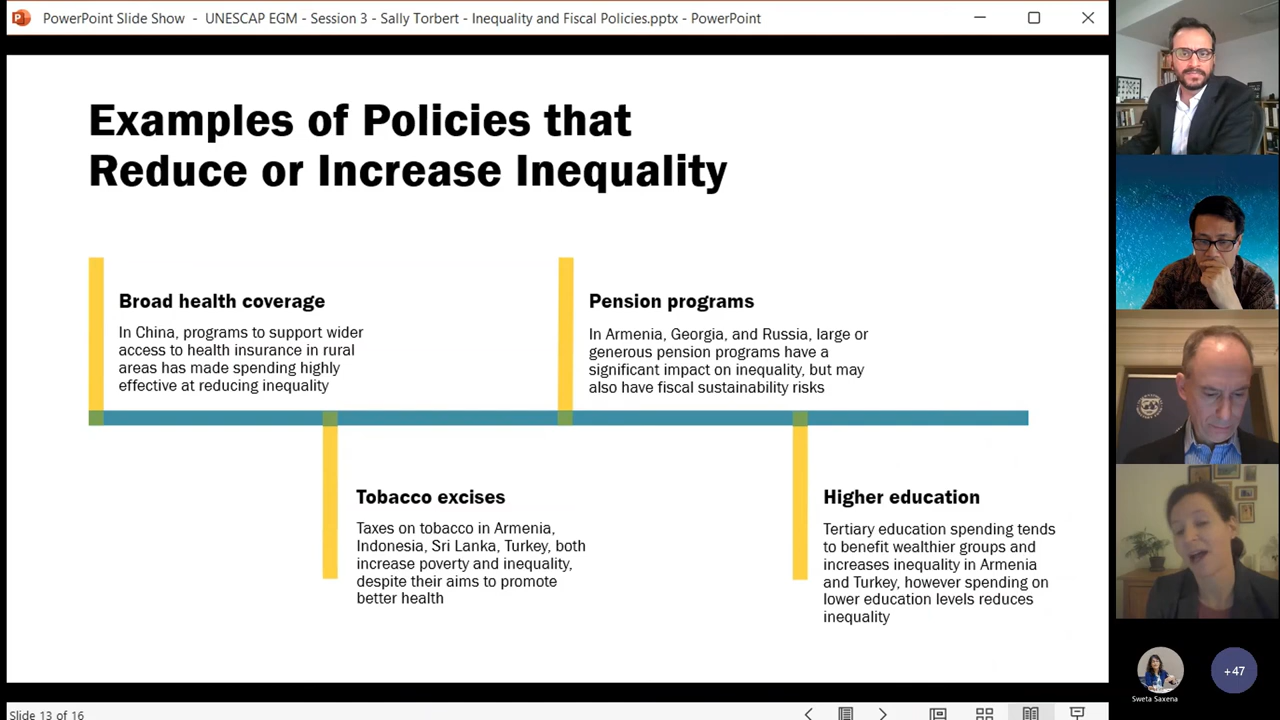 PowerPoint Slide Show - UNESCAP EGM - Session 3 - Sally Torbert - Inequality and Fiscal Policies.pptx - PowerPoint
Examples of Policies that
Reduce or Increase Inequality
Broad health coverage
In China, programs to support wider
access to health insurance in rural
areas has made spending highly
effective at reducing inequality
Pension programs
In Armenia, Georgia, and Russia, large or
generous pension programs have a
significant impact on inequality, but may
also have fiscal sustainability risks
Tobacco excises
Taxes on tobacco in Armenia,
Indonesia, Sri Lanka, Turkey, both
increase poverty and inequality,
despite their aims to promote
better health
Higher education
Tertiary education spending tends
to benefit wealthier groups and
increases inequality in Armenia
and Turkey, however spending on
lower education levels reduces
inequality
+47
Sweta Saxena
Slide 13 of 16